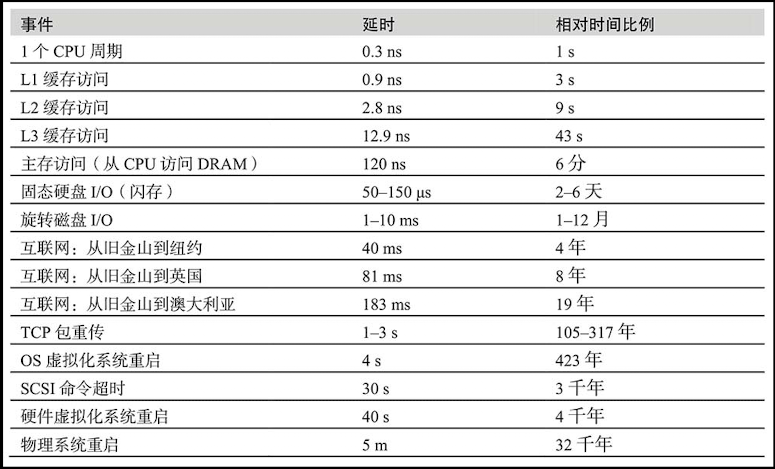 事件 延时 相对时间比例
1 个 CPU 周期 0.3 ns 1 s
L1 缓存访问 0.9 ns 3 s
L2 缓存访问 2.8 ns 9 s
L3 缓存访问 12.9 ns 43 s
主存访问（从 CPU 访问 DRAM） 120 ns 6 分
固态硬盘 I/O（闪存） 50–150 μs 2–6 天
旋转磁盘 I/O 1–10 ms 1–12 月
互联网：从旧金山到纽约 40 ms 4 年
互联网：从旧金山到英国 81 ms 8 年
互联网：从旧金山到澳大利亚 183 ms 19 年
TCP 包重传 1–3 s 105–317 年
OS 虚拟化系统重启 4 s 423 年
SCSI 命令超时 30 s 3 千年
硬件虚拟化系统重启 40 s 4 千年
物理系统重启 5 m 32 千年